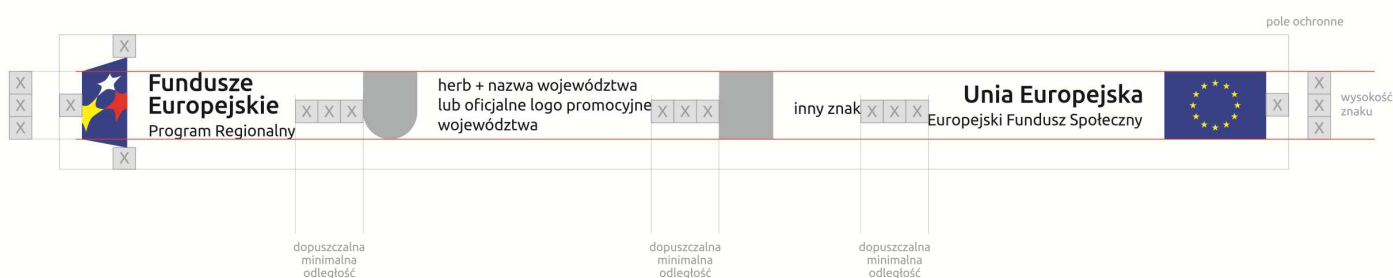 pole ochronne
X
X
X
X
X
X
Fundusze
Europejskie
Program Regionalny
X X X
herb + nazwa województwa
lub oficjalne logo promocyjne
województwa
X X X
inny znak
X X X
Unia Europejska
Europejski Fundusz Społeczny
X
X
X
X
wysokość
znaku
dopuszczalna
minimalna
odległość
dopuszczalna
minimalna
odległość
dopuszczalna
minimalna
odległość